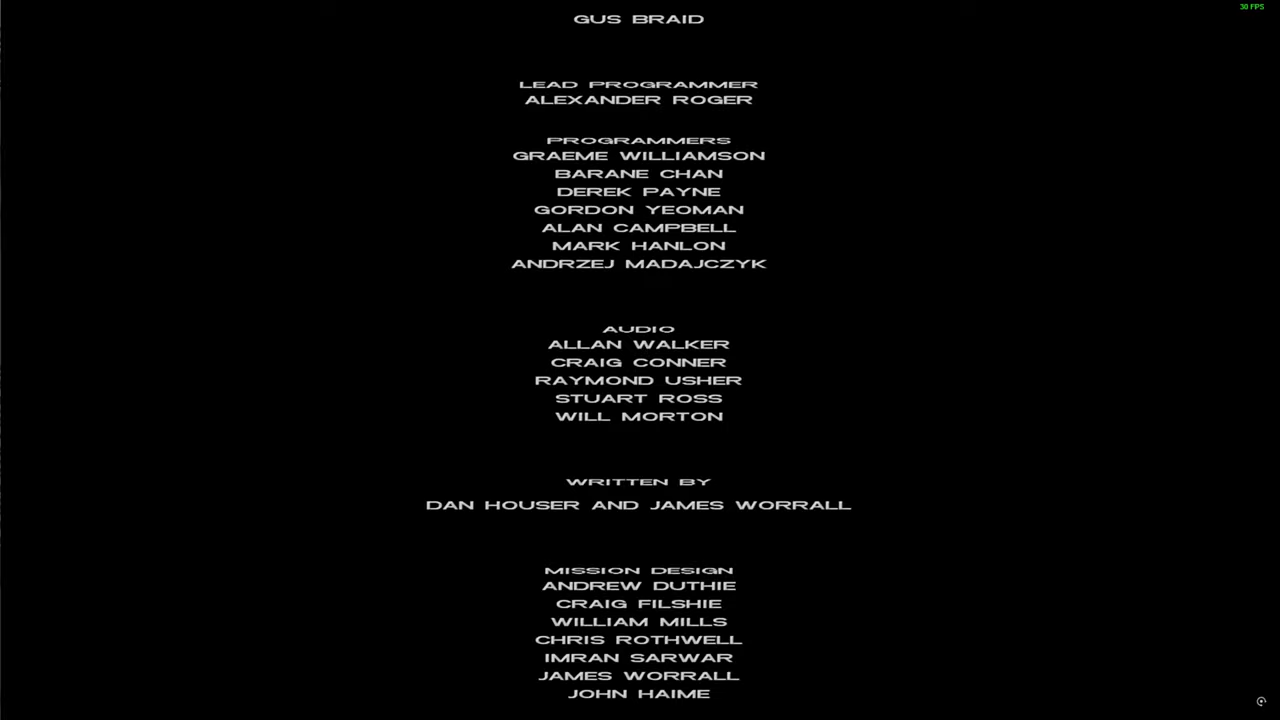 30 FPS
GUS BRAID
LEAD PROGRAMMER
ALEXANDER ROGER
PROGRAMMERS
GRAEME WILLIAMSON
BARANE CHAN
DEREK PAYNE
GORDON YEOMAN
ALAN CAMPBELL
MARK HANLON
ANDRZEJ MADAJCZYK
AUDIO
ALLAN WALKER
CRAIG CONNER
RAYMOND USHER
STUART ROSS
WILL MORTON
WRITTEN BY
DAN HOUSER AND JAMES WORRALL
MISSION DESIGN
ANDREW DUTHIE
CRAIG FILSHIE
WILLIAM MILLS
CHRIS ROTHWELL
IMRAN SARWAR
JAMES WORRALL
JOHN HAIME